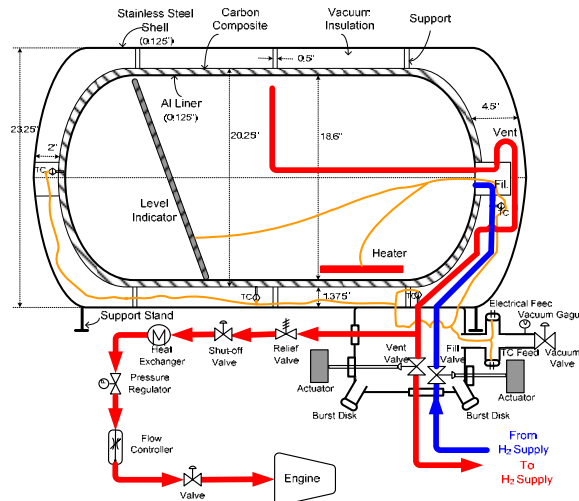 Stainless Steel
Shell
(0.125")
Carbon
Composite
Vacuum
Insulation
Support
0.5"
Al Liner
(0.125")
4.5"
23.25"
20.25"
18.6"
Vent
2"
TC
Fil.
TC
Level
Indicator
Heater
TC
TC
1.375"
Support Stand
Electrical Feed
Vacuum Gagu
Heat
Exchanger
Shut-off
Valve
Relief
Valve
Vent
Valve
Fill
Valve
TC Feed
Vacuum
Valve
Pressure
Regulator
Actuator
Actuator
Burst Disk
Burst Disk
Flow
Controller
From
H2 Supply
To
H2 Supply
Valve
Engine
M